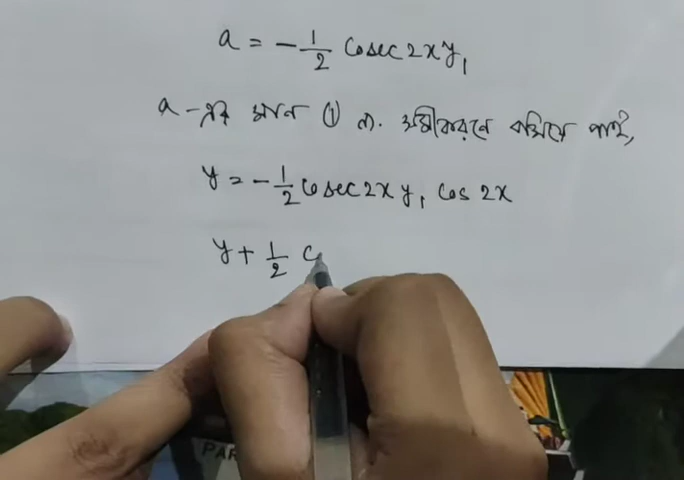 a = -1/2 cosec 2x y₁
a - এর মান ① নং সমীকরণে বসিয়ে পাই,
y = -1/2 cosec 2x y₁ cos 2x
y + 1/2 c
PAR